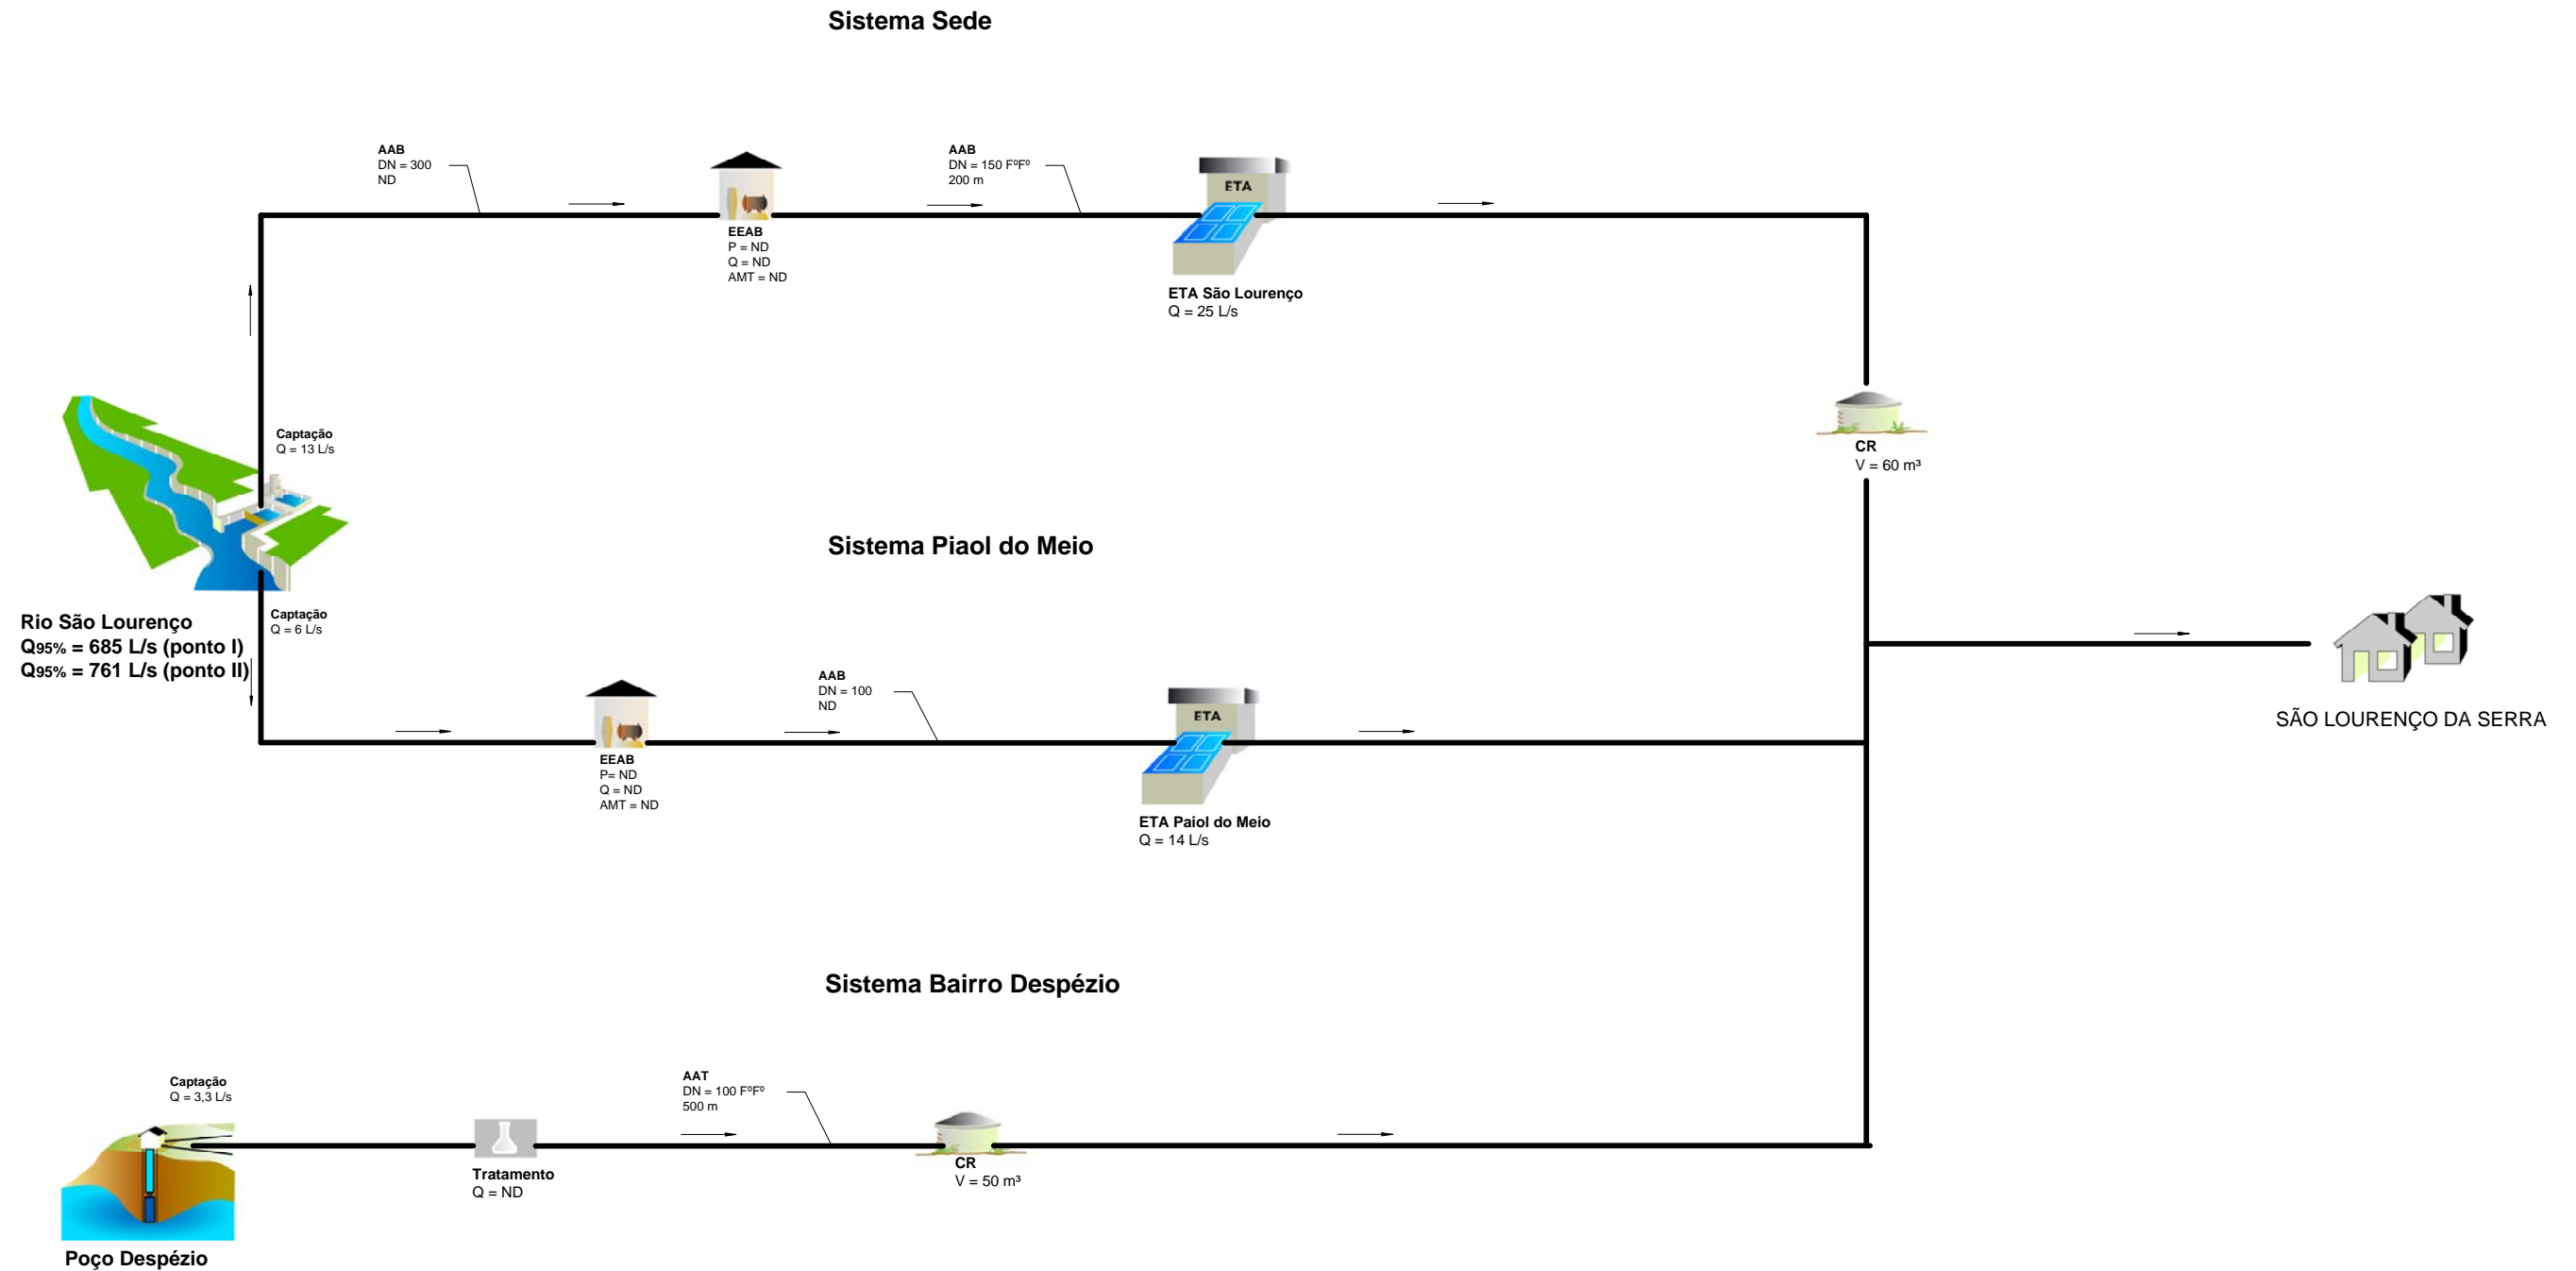 Sistema Sede
AAB
DN = 300
ND
AAB
DN = 150 FºFº
200 m
ETA
EEAB
P = ND
Q = ND
AMT = ND
ETA São Lourenço
Q = 25 L/s
Captação
Q = 13 L/s
CR
V = 60 m³
Sistema Piaol do Meio
Rio São Lourenço
Q95% = 685 L/s (ponto I)
Q95% = 761 L/s (ponto II)
Captação
Q = 6 L/s
AAB
DN = 100
ND
ETA
SÃO LOURENÇO DA SERRA
EEAB
P= ND
Q = ND
AMT = ND
ETA Paiol do Meio
Q = 14 L/s
Sistema Bairro Despézio
Captação
Q = 3,3 L/s
AAT
DN = 100 FºFº
500 m
Tratamento
Q = ND
CR
V = 50 m³
Poço Despézio